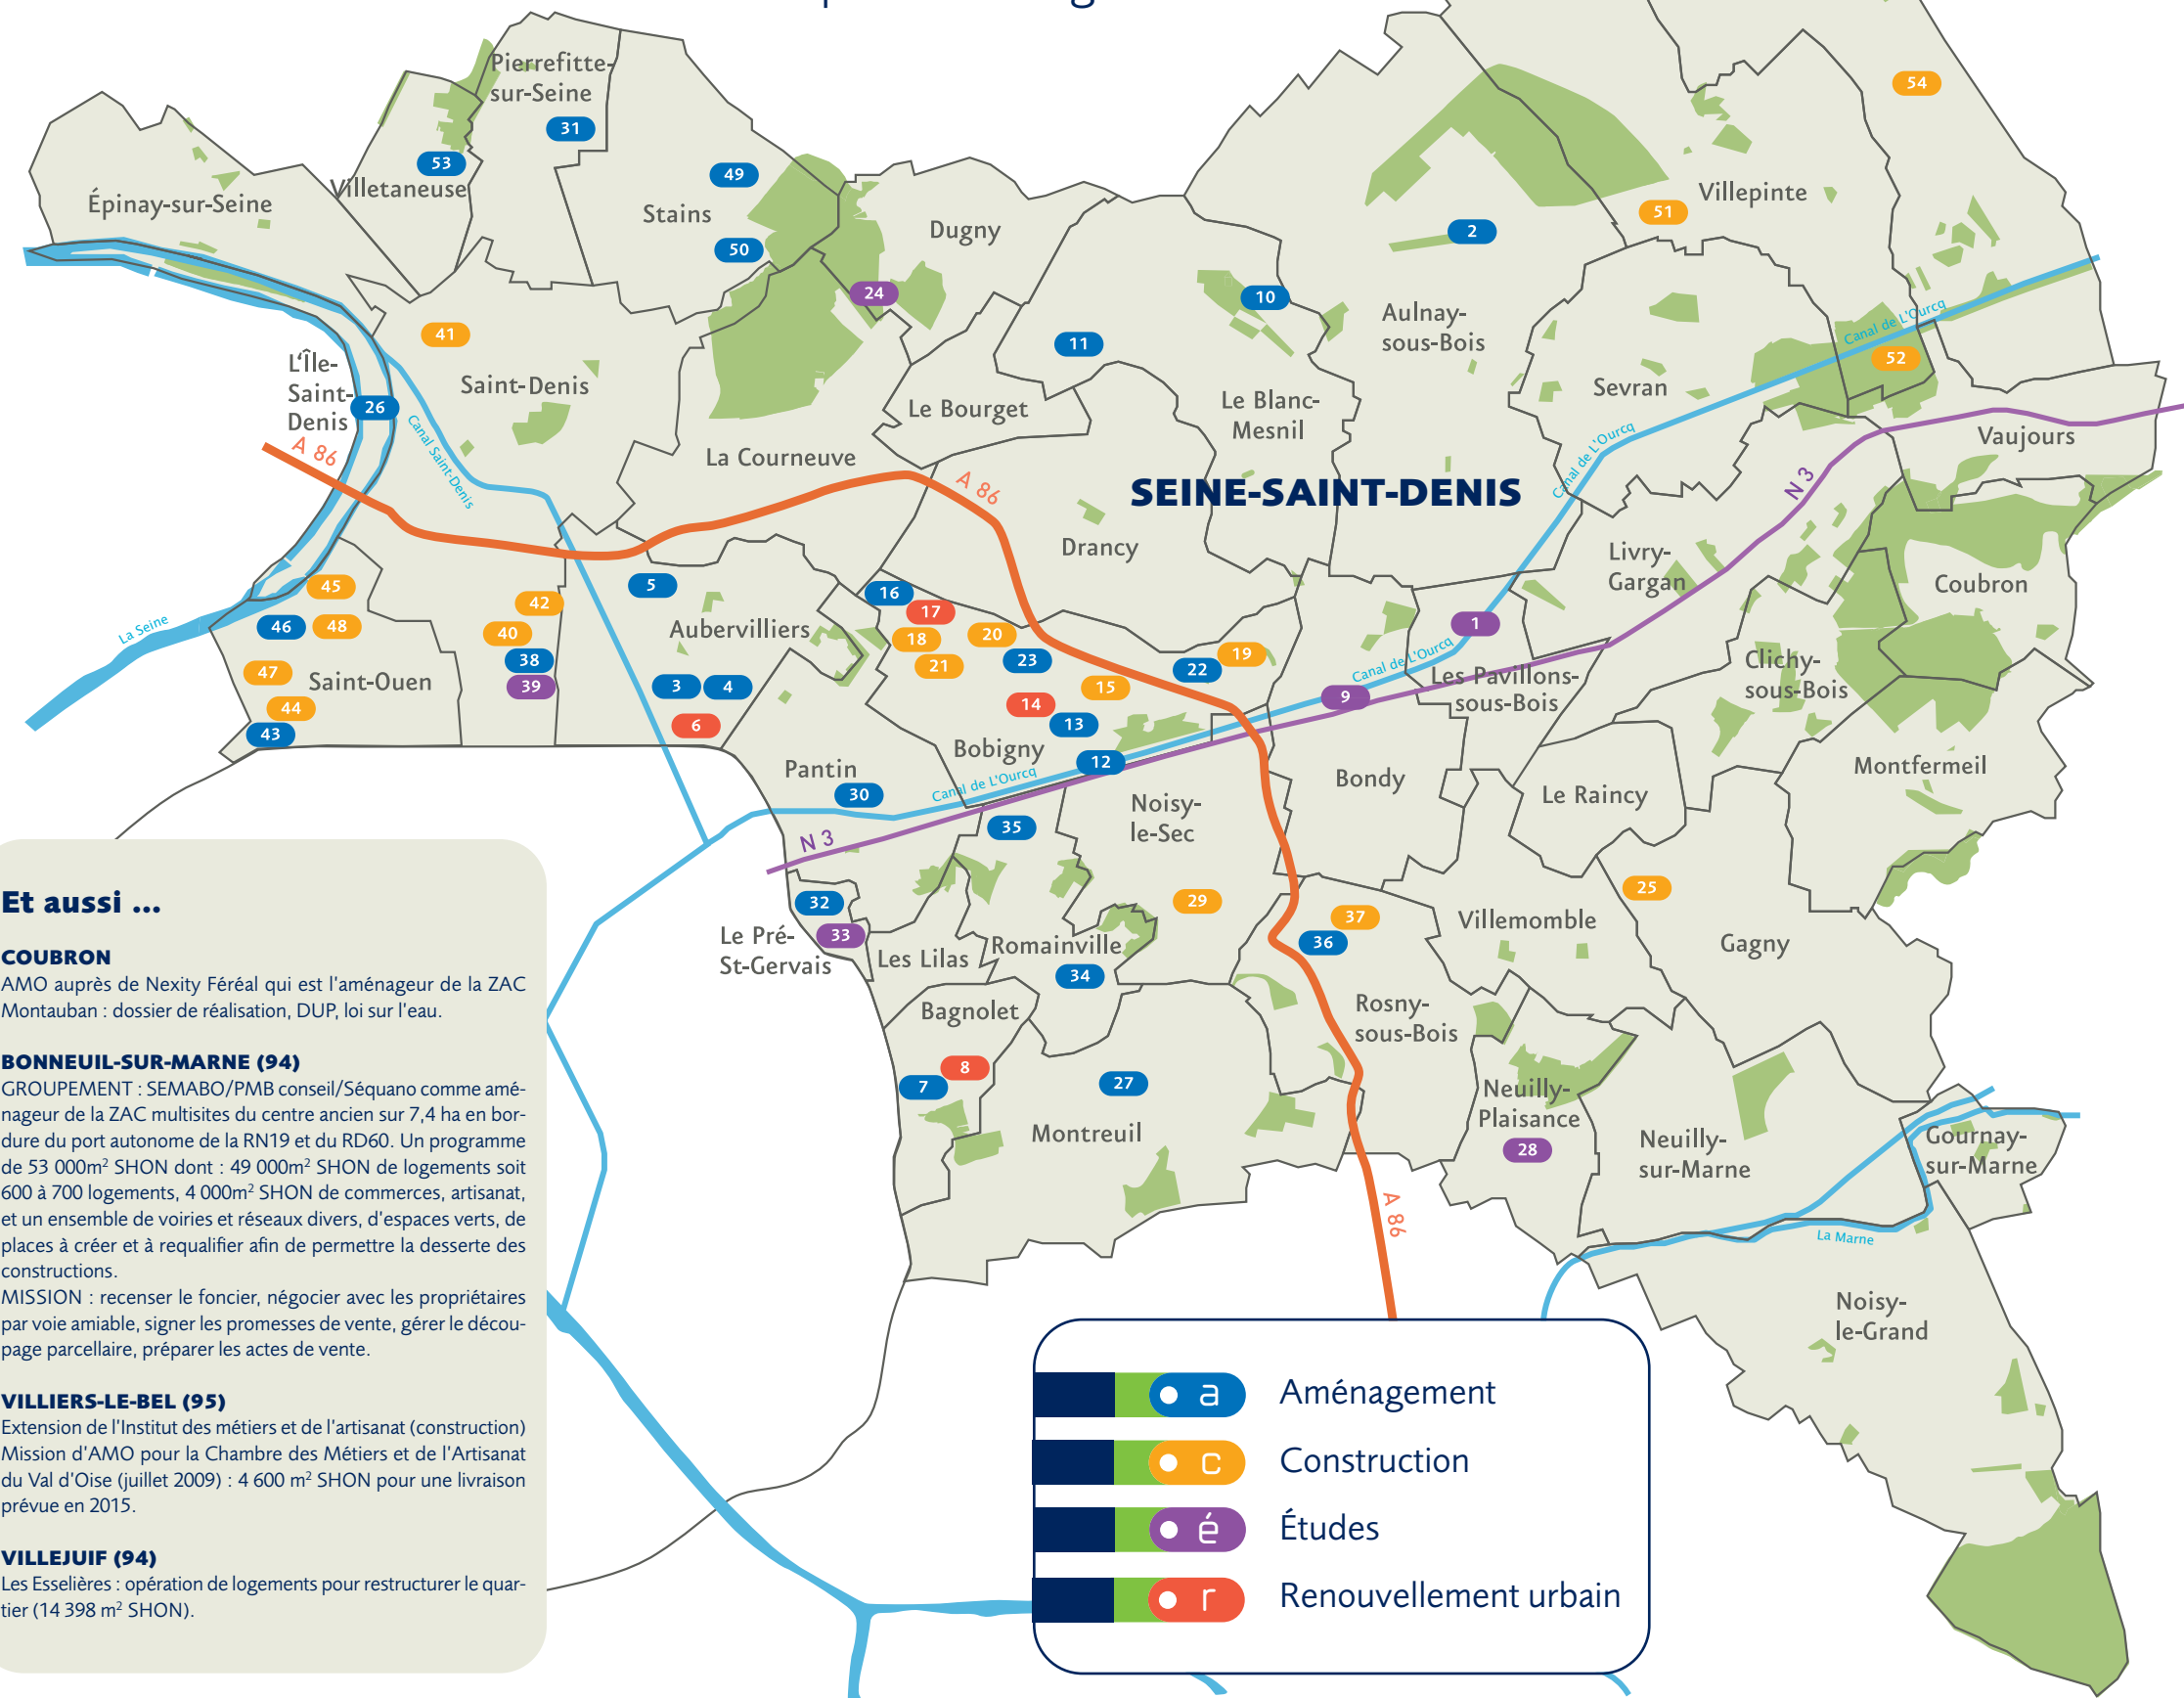 Pierrefitte-
sur-Seine
54
31
53
49
Villetaneuse
Villepinte
Épinay-sur-Seine
Stains
51
Dugny
2
50
24
10
Aulnay-
sous-Bois
41
11
Canal de L'Ourcq
52
L'Île-
Saint-
Denis
Saint-Denis
Sevran
26
Le Bourget
Le Blanc-
Mesnil
Canal Saint-Denis
A 86
La Courneuve
Vaujours
Canal de L'Ourcq
N 3
A 86
SEINE-SAINT-DENIS
Drancy
Livry-
Gargan
Coubron
45
5
16
42
17
La Seine
46
48
40
Aubervilliers
18
20
1
38
21
23
22
19
Canal de L'Ourcq
47
Saint-Ouen
39
3
4
15
9
Les Pavillons-
sous-Bois
Clichy-
sous-Bois
44
14
43
6
13
Bobigny
12
Pantin
Canal de L'Ourcq
Bondy
Montfermeil
30
Noisy-
le-Sec
Le Raincy
35
N 3
25
32
29
37
Villemomble
33
36
Le Pré-
St-Gervais
Les Lilas
Romainville
Gagny
34
Bagnolet
Rosny-
sous-Bois
8
7
27
Neuilly-
Plaisance
Montreuil
28
Neuilly-
sur-Marne
Gournay-
sur-Marne
A 86
La Marne
Noisy-
le-Grand
Et aussi ...
COUBRON
AMO auprès de Nexity Féréal qui est l'aménageur de la ZAC
Montauban : dossier de réalisation, DUP, loi sur l'eau.
BONNEUIL-SUR-MARNE (94)
GROUPEMENT : SEMABO/PMB conseil/Séquano comme amé-
nageur de la ZAC multisites du centre ancien sur 7,4 ha en bor-
dure du port autonome de la RN19 et du RD60. Un programme
de 53 000m² SHON dont : 49 000m² SHON de logements soit
600 à 700 logements, 4 000m² SHON de commerces, artisanat,
et un ensemble de voiries et réseaux divers, d'espaces verts, de
places à créer et à requalifier afin de permettre la desserte des
constructions.
MISSION : recenser le foncier, négocier avec les propriétaires
par voie amiable, signer les promesses de vente, gérer le décou-
page parcellaire, préparer les actes de vente.
VILLIERS-LE-BEL (95)
Extension de l'Institut des métiers et de l'artisanat (construction)
Mission d'AMO pour la Chambre des Métiers et de l'Artisanat
du Val d'Oise (juillet 2009) : 4 600 m² SHON pour une livraison
prévue en 2015.
VILLEJUIF (94)
Les Esselières : opération de logements pour restructurer le quar-
tier (14 398 m² SHON).
a Aménagement
c Construction
é Études
r Renouvellement urbain